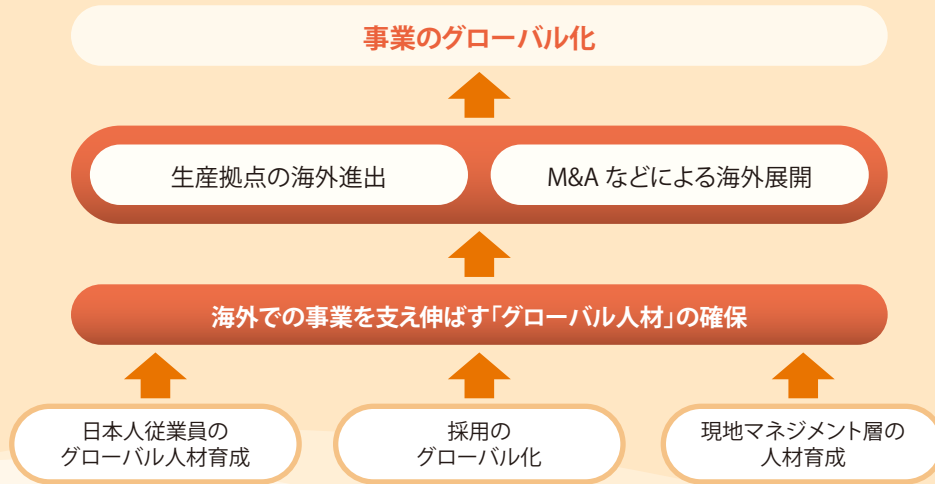 事業のグローバル化
生産拠点の海外進出
M&A などによる海外展開
海外での事業を支え伸ばす「グローバル人材」の確保
日本人従業員の
グローバル人材育成
採用の
グローバル化
現地マネジメント層の
人材育成